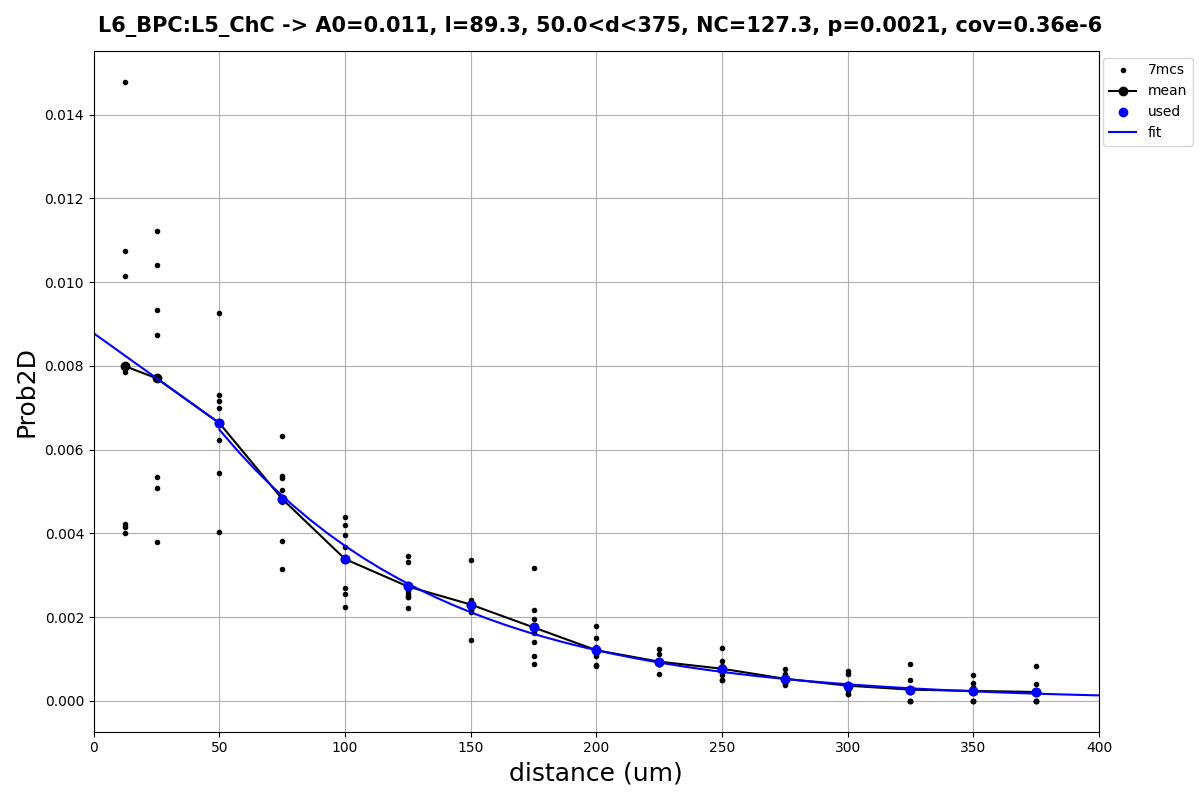 L6_BPC:L5_ChC -> A0=0.011, l=89.3, 50.0<d<375, NC=127.3, p=0.0021, cov=0.36e-6
7mcs
mean
used
fit
0.014
0.012
0.010
0.008
0.006
0.004
0.002
0.000
Prob2D
0
50
100
150
200
250
300
350
400
distance (um)